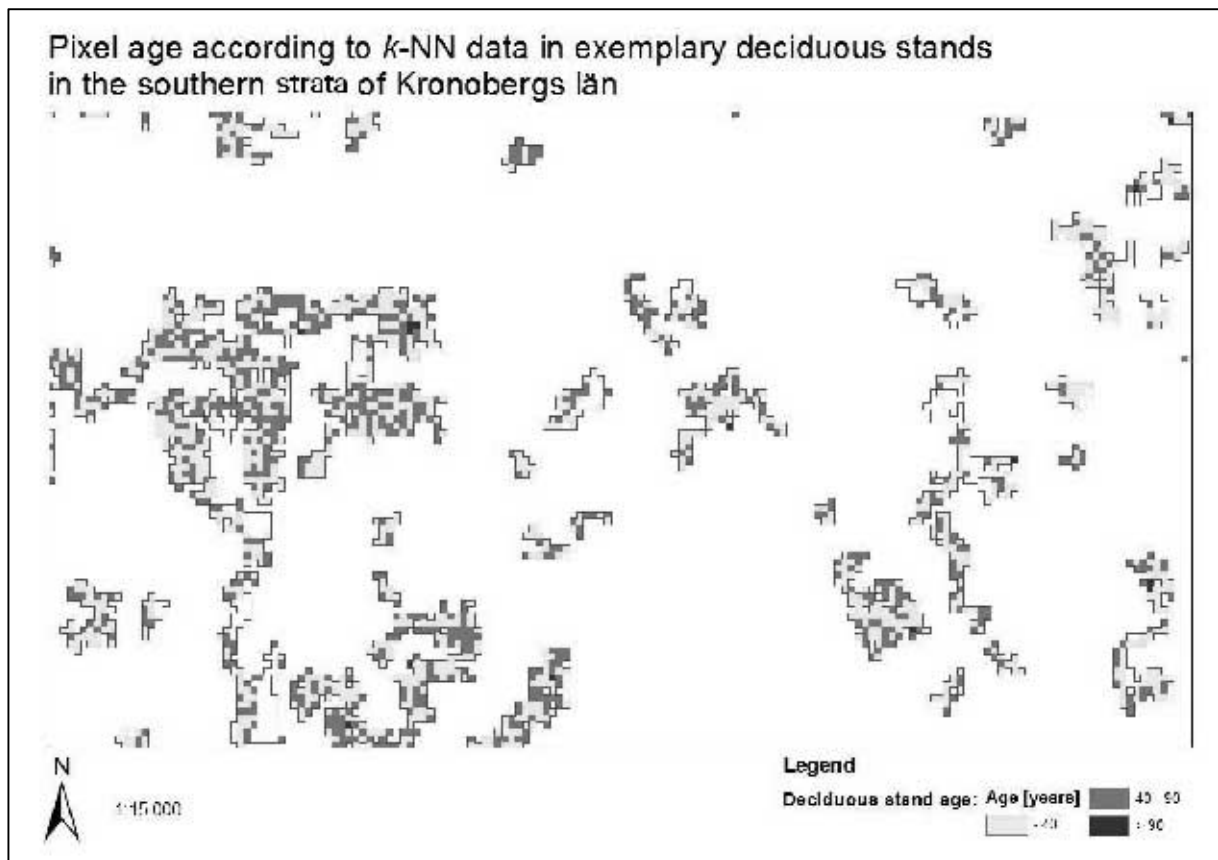 Pixel age according to k-NN data in exemplary deciduous stands
in the southern strata of Kronobergs län
N
1:15 000
Legend
Deciduous stand age: Age [years] 40 - 90
-40 > 90